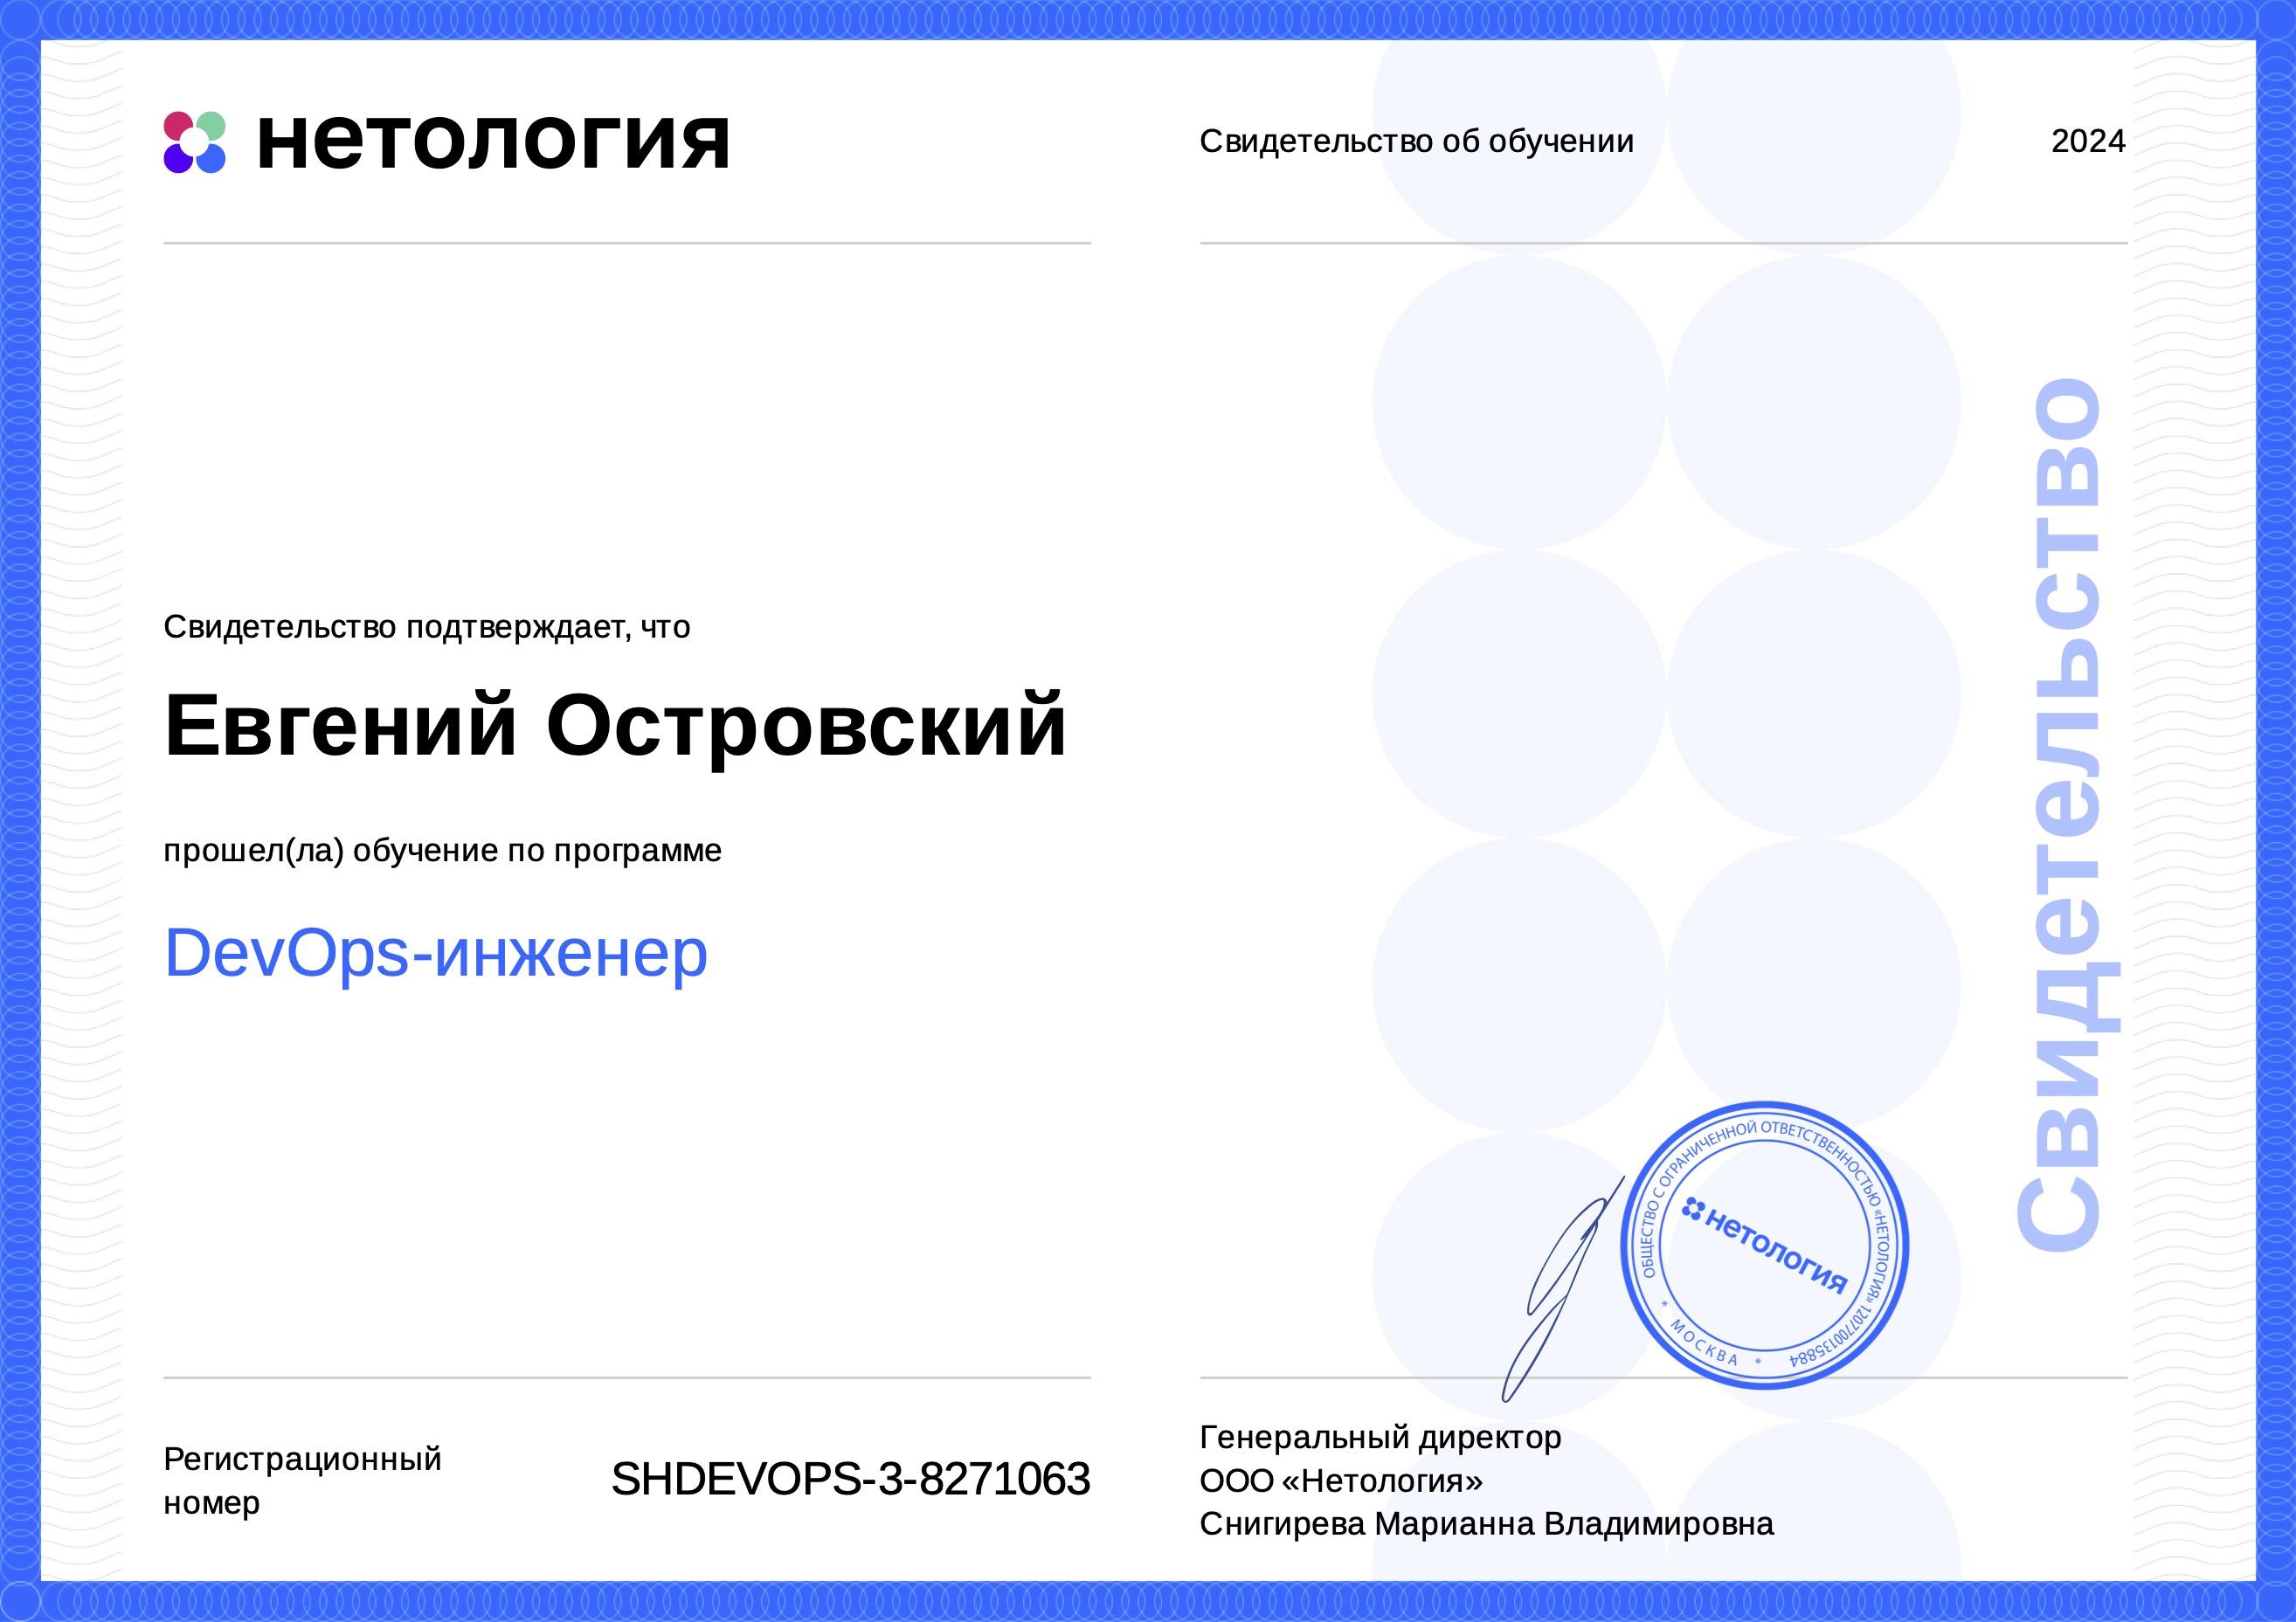 нетология
Свидетельство об обучении
2024
Свидетельство подтверждает, что
Евгений Островский
прошел(ла) обучение по программе
DevOps-инженер
Свидетельство
ОБЩЕСТВО С ОГРАНИЧЕННОЙ ОТВЕТСТВЕННОСТЬЮ «НЕТОЛОГИЯ» 1207700135884
* МОСКВА *
нетология
Регистрационный
номер
SHDEVOPS-3-8271063
Генеральный директор
ООО «Нетология»
Снигирева Марианна Владимировна